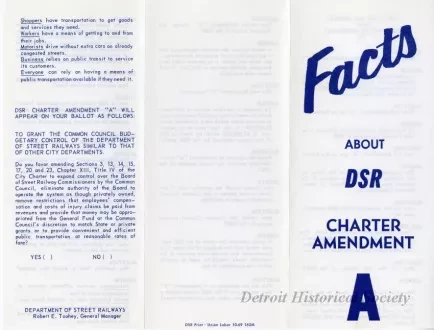 Shoppers have transportation to get goods
and services they need.
Workers have a means of getting to and from
their jobs.
Motorists drive without extra cars on already
congested streets.
Business relies on public transit to service
its customers.
Everyone can rely on having a means of
public transportation available if they need it.
DSR CHARTER AMENDMENT "A" WILL
APPEAR ON YOUR BALLOT AS FOLLOWS:
TO GRANT THE COMMON COUNCIL BUD-
GETARY CONTROL OF THE DEPARTMENT
OF STREET RAILWAYS SIMILAR TO THAT
OF OTHER CITY DEPARTMENTS.
Do you favor amending Sections 3, 13, 14, 15,
17, 20 and 23, Chapter XIII, Title IV of the
City Charter to expand control over the Board
of Street Railway Commissioners by the Common
Council, eliminate authority of the Board to
operate the system as though privately owned,
remove restrictions that employees' compen-
sation and costs of injury claims be paid from
revenues and provide that money may be appro-
priated from the General Fund at the Common
Council's discretion to match State or private
grants or to provide convenient and efficient
public transportation at reasonable rates of
fare?
YES ( ) NO ( )
DEPARTMENT OF STREET RAILWAYS
Robert E. Toohey, General Manager
DSR Print - Union Label 10-69 160M
Facts
ABOUT
DSR
CHARTER
AMENDMENT
A
Detroit Historical Society